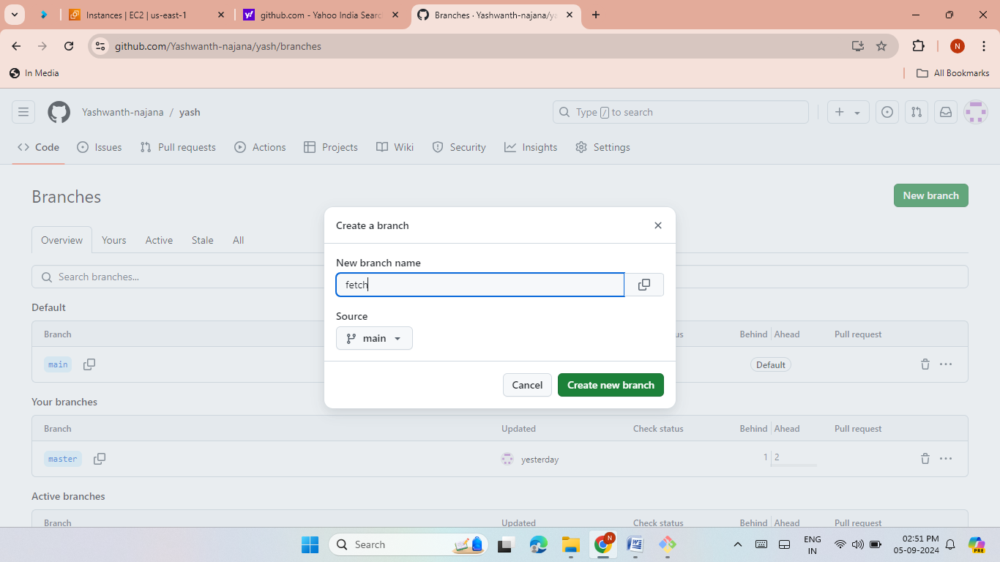 Instances | EC2 | us-east-1
github.com - Yahoo India Sear
Branches · Yashwanth-najana/ya
github.com/Yashwanth-najana/yash/branches
N
In Media
All Bookmarks
Yashwanth-najana / yash
Type / to search
Code Issues Pull requests Actions Projects Wiki Security Insights Settings
Branches
New branch
Overview Yours Active Stale All
Search branches...
Create a branch
New branch name
fetch
Source
main
Cancel Create new branch
Default
Branch Behind Ahead Pull request
main Default
Your branches
Branch Updated Check status Behind Ahead Pull request
master yesterday 1 2
Active branches
Branch Updated Check status Behind Ahead Pull request
Search
N
ENG
IN
02:51 PM
05-09-2024
PRE